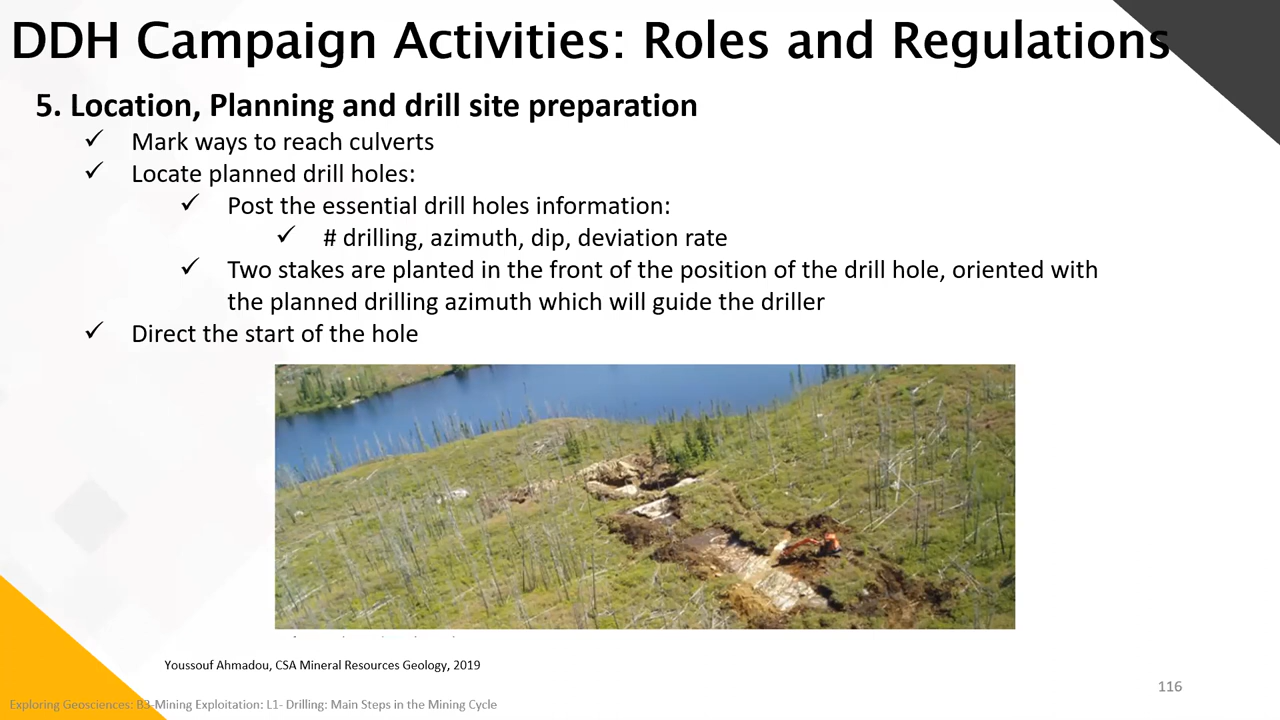 DDH Campaign Activities: Roles and Regulations
5. Location, Planning and drill site preparation
✓ Mark ways to reach culverts
✓ Locate planned drill holes:
✓ Post the essential drill holes information:
✓ # drilling, azimuth, dip, deviation rate
✓ Two stakes are planted in the front of the position of the drill hole, oriented with
the planned drilling azimuth which will guide the driller
✓ Direct the start of the hole
Youssouf Ahmadou, CSA Mineral Resources Geology, 2019
116
Exploring Geosciences: B3-Mining Exploitation: L1- Drilling: Main Steps in the Mining Cycle